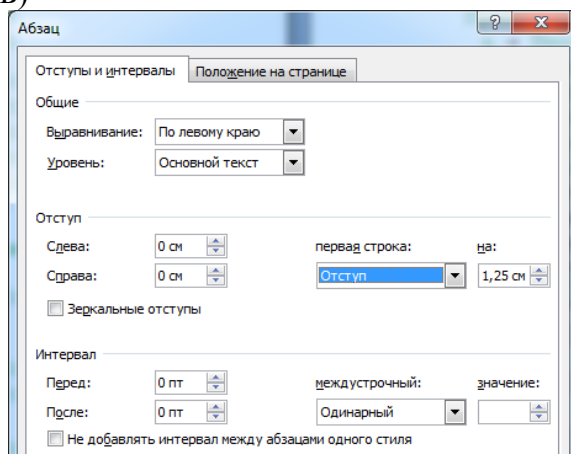 В)
Абзац
Отступы и интервалы Положение на странице
Общие
Выравнивание: По левому краю
Уровень: Основной текст
Отступ
Слева: 0 см первая строка: на:
Справа: 0 см Отступ 1,25 см
Зеркальные отступы
Интервал
Перед: 0 пт междустрочный: значение:
После: 0 пт Одинарный
Не добавлять интервал между абзацами одного стиля